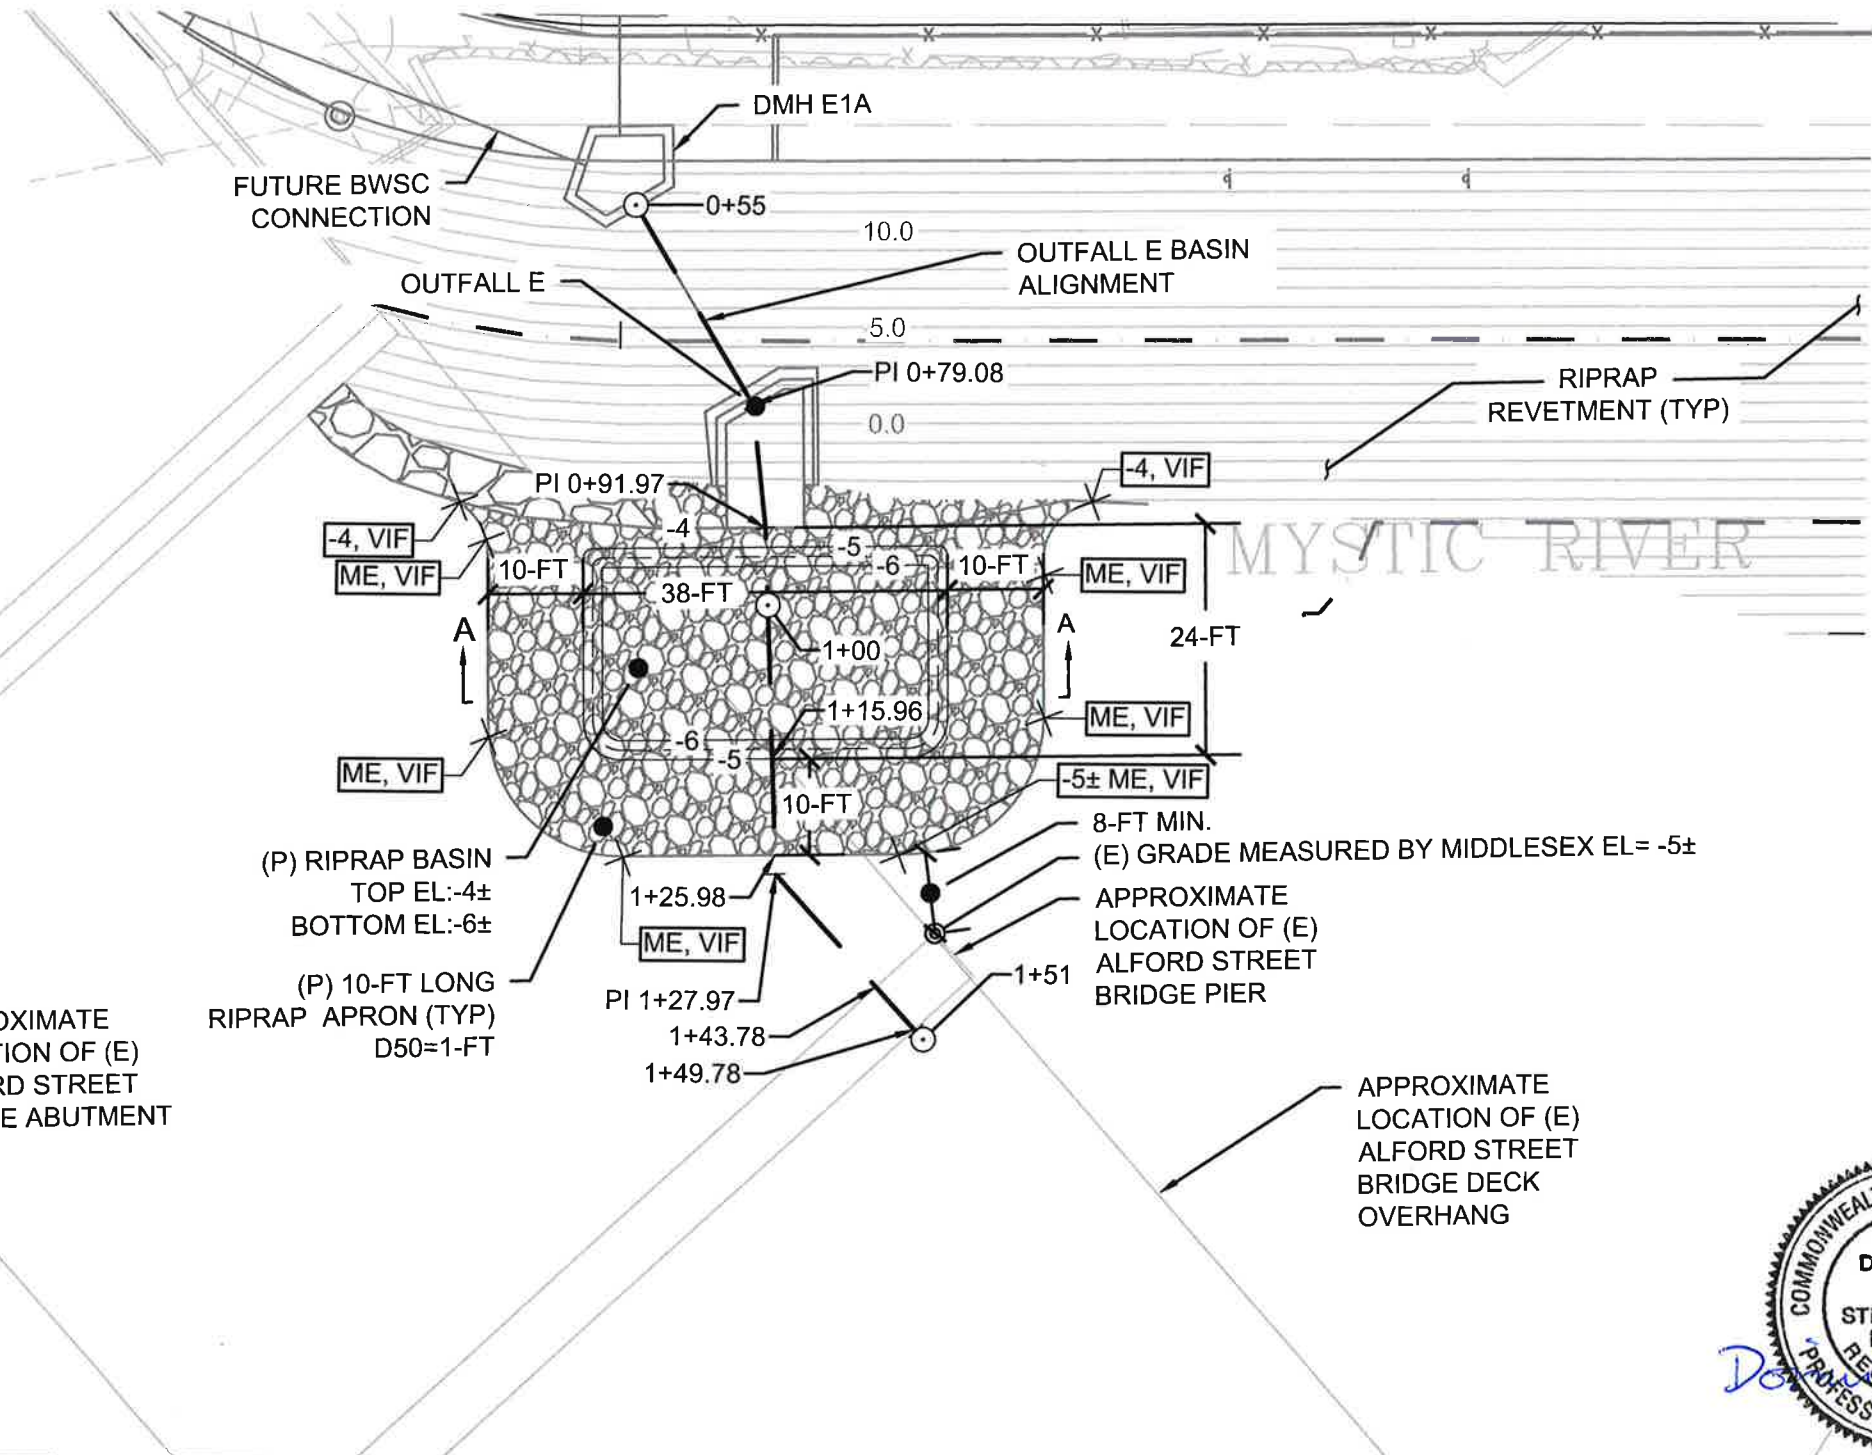 DMH E1A
FUTURE BWSC
CONNECTION
0+55
10.0
OUTFALL E BASIN
ALIGNMENT
OUTFALL E
5.0
PI 0+79.08
RIPRAP
REVETMENT (TYP)
0.0
-4, VIF
PI 0+91.97
-4
-4, VIF
-5
MYSTIC RIVER
ME, VIF
10-FT
-6
10-FT
ME, VIF
38-FT
A
A
24-FT
1+00
1+15.96
ME, VIF
-6
-5
ME, VIF
-5± ME, VIF
10-FT
8-FT MIN.
(E) GRADE MEASURED BY MIDDLESEX EL= -5±
(P) RIPRAP BASIN
TOP EL:-4±
BOTTOM EL:-6±
1+25.98
APPROXIMATE
LOCATION OF (E)
ALFORD STREET
BRIDGE PIER
ME, VIF
(P) 10-FT LONG
RIPRAP APRON (TYP)
D50=1-FT
PI 1+27.97
1+51
1+43.78
1+49.78
OXIMATE
TION OF (E)
RD STREET
E ABUTMENT
APPROXIMATE
LOCATION OF (E)
ALFORD STREET
BRIDGE DECK
OVERHANG
COMMONWEAL
D
ST
RE
PROFESS